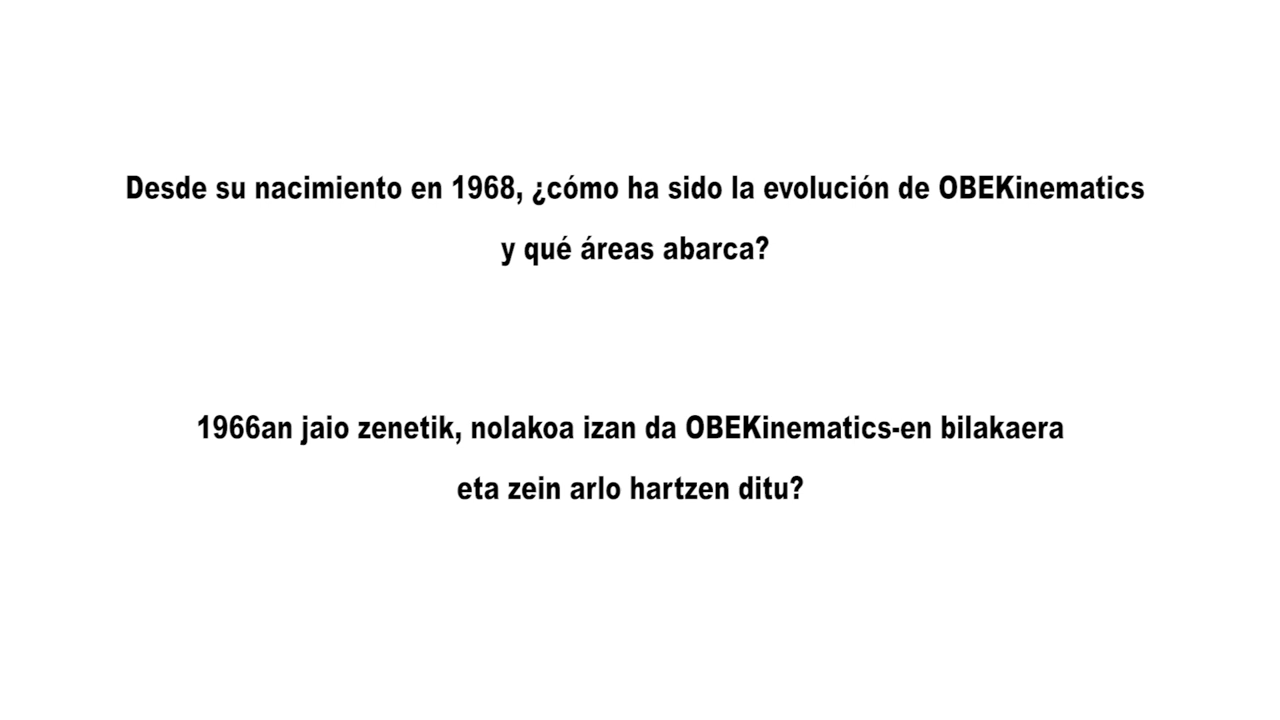 Desde su nacimiento en 1968, ¿cómo ha sido la evolución de OBEKinematics
y qué áreas abarca?
1966an jaio zenetik, nolakoa izan da OBEKinematics-en bilakaera
eta zein arlo hartzen ditu?